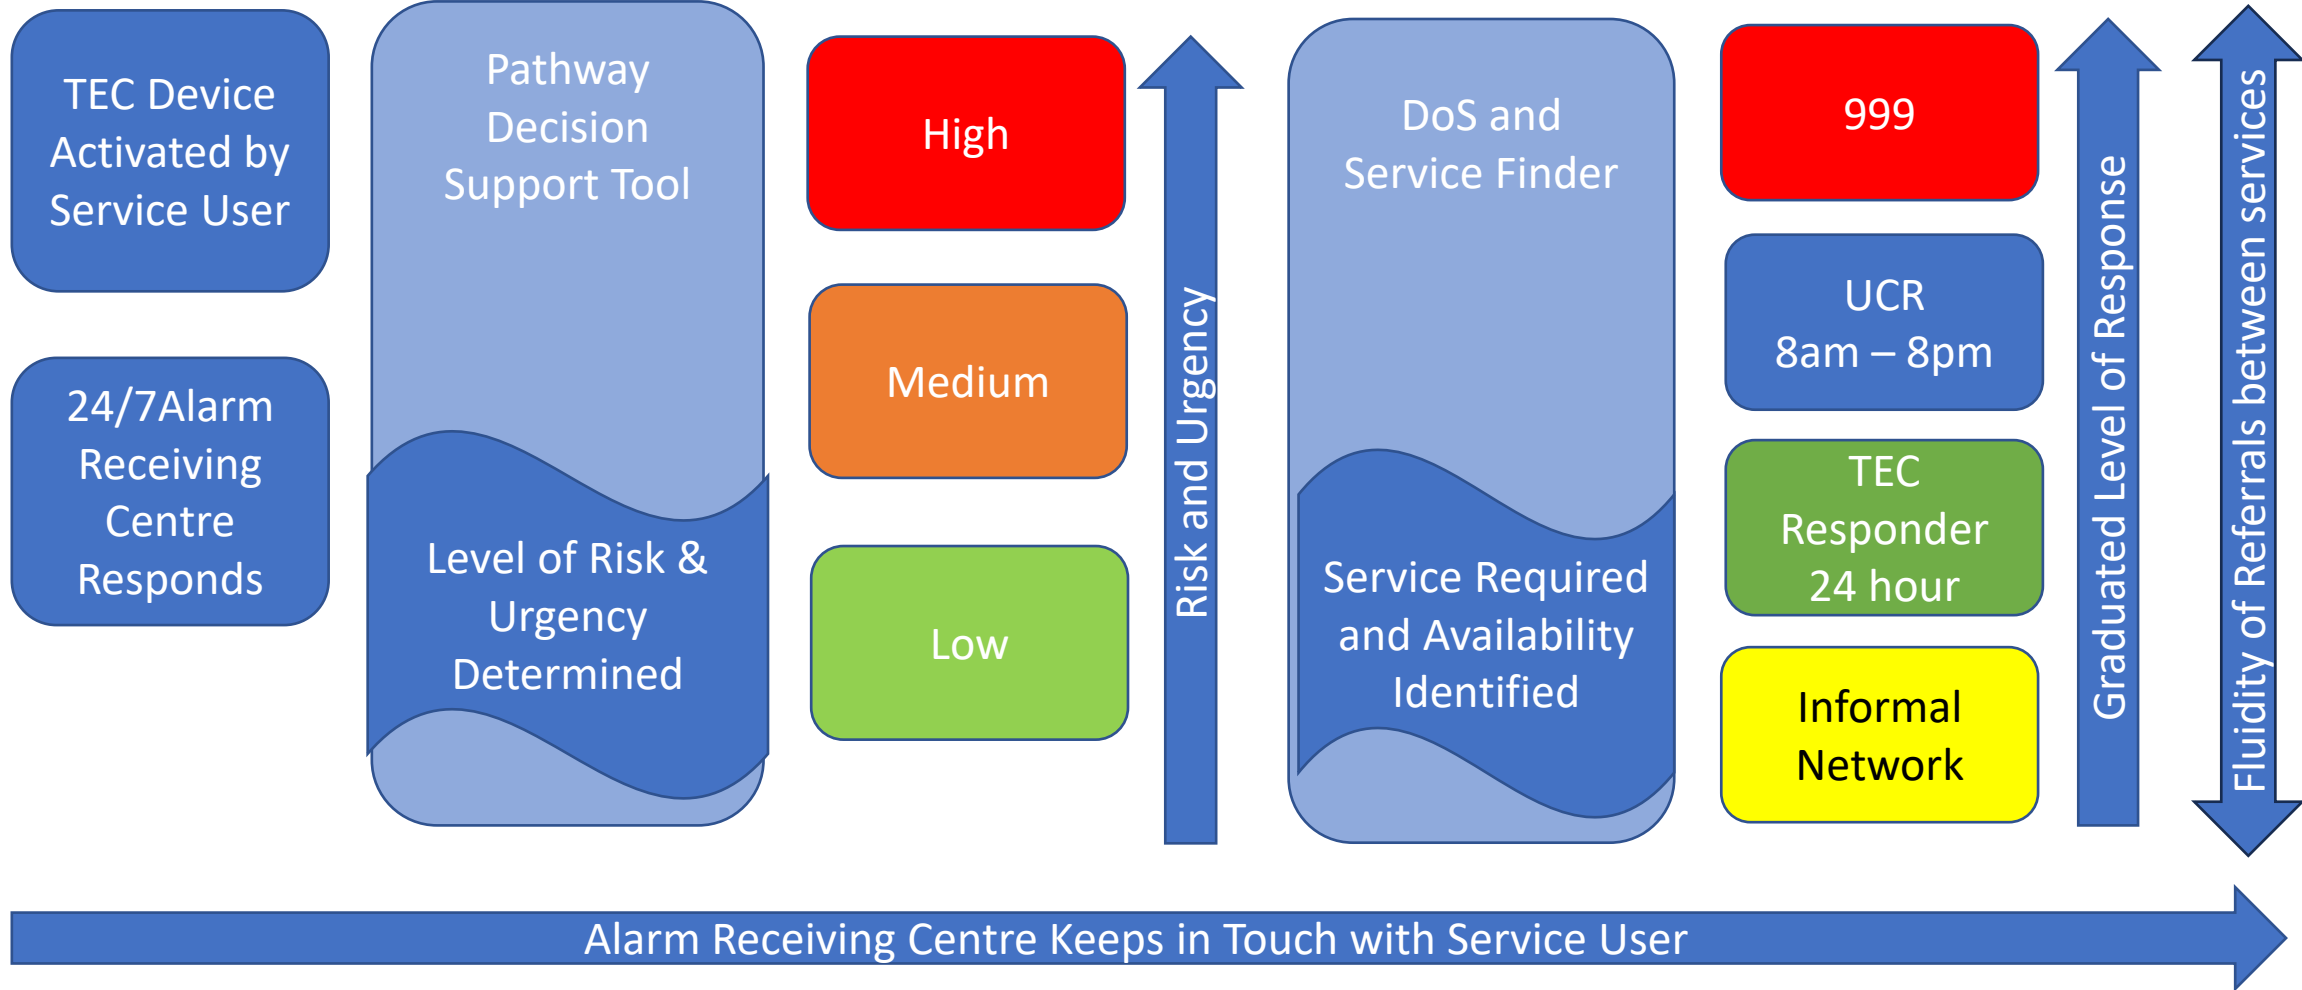 TEC Device
Activated by
Service User
24/7Alarm
Receiving
Centre
Responds
Pathway
Decision
Support Tool
Level of Risk &
Urgency
Determined
High
Medium
Low
Risk and Urgency
DoS and
Service Finder
Service Required
and Availability
Identified
999
UCR
8am – 8pm
TEC
Responder
24 hour
Informal
Network
Graduated Level of Response
Fluidity of Referrals between services
Alarm Receiving Centre Keeps in Touch with Service User